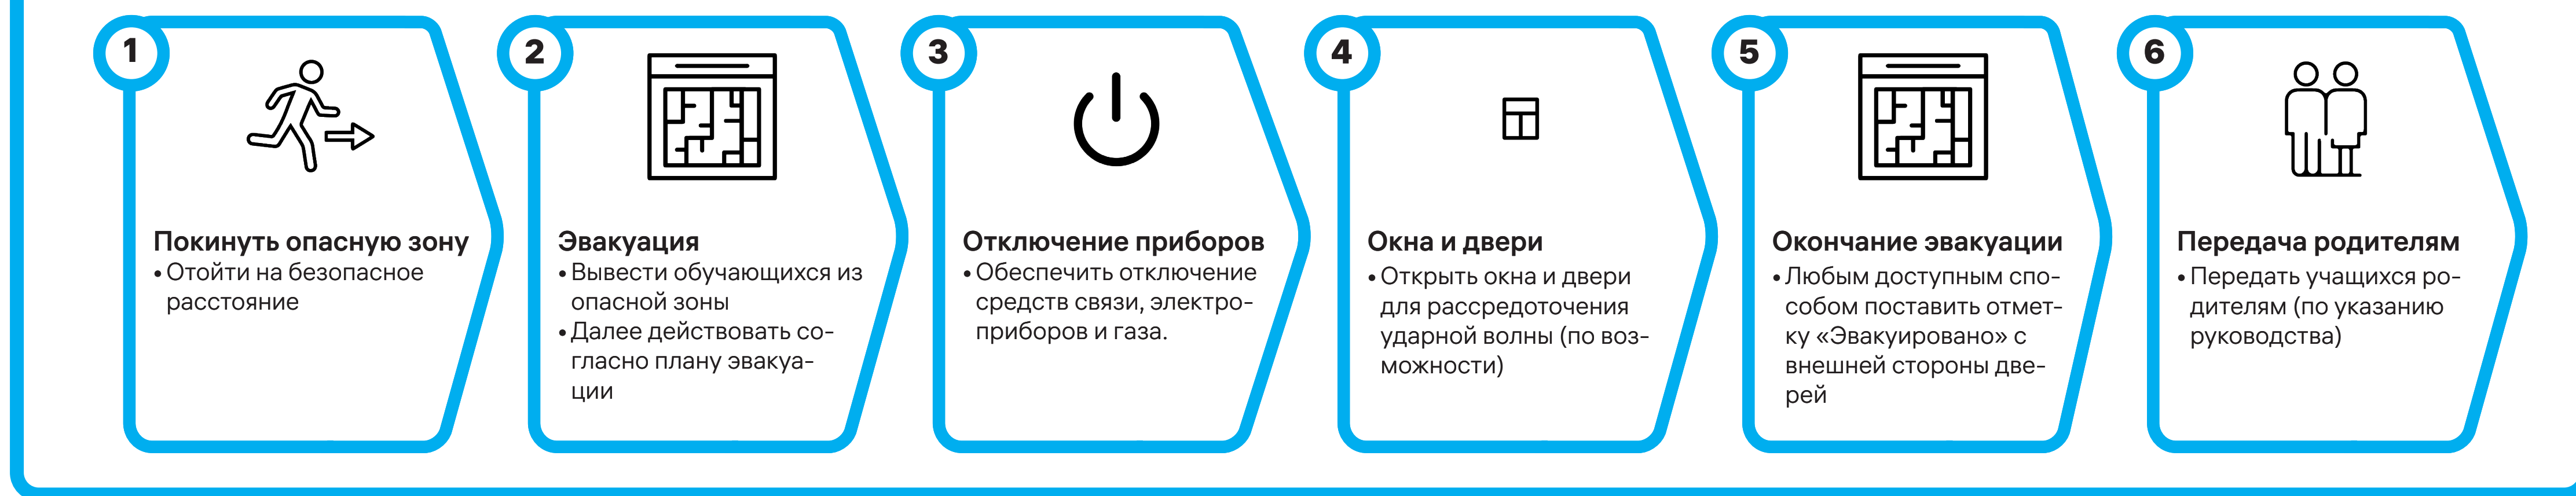 1
Покинуть опасную зону
• Отойти на безопасное
расстояние
2
Эвакуация
• Вывести обучающихся из
опасной зоны
• Далее действовать со-
гласно плану эвакуа-
ции
3
Отключение приборов
• Обеспечить отключение
средств связи, электро-
приборов и газа.
4
Окна и двери
• Открыть окна и двери
для рассредоточения
ударной волны (по воз-
можности)
5
Окончание эвакуации
• Любым доступным спо-
собом поставить отмет-
ку «Эвакуировано» с
внешней стороны две-
рей
6
Передача родителям
• Передать учащихся ро-
дителям (по указанию
руководства)